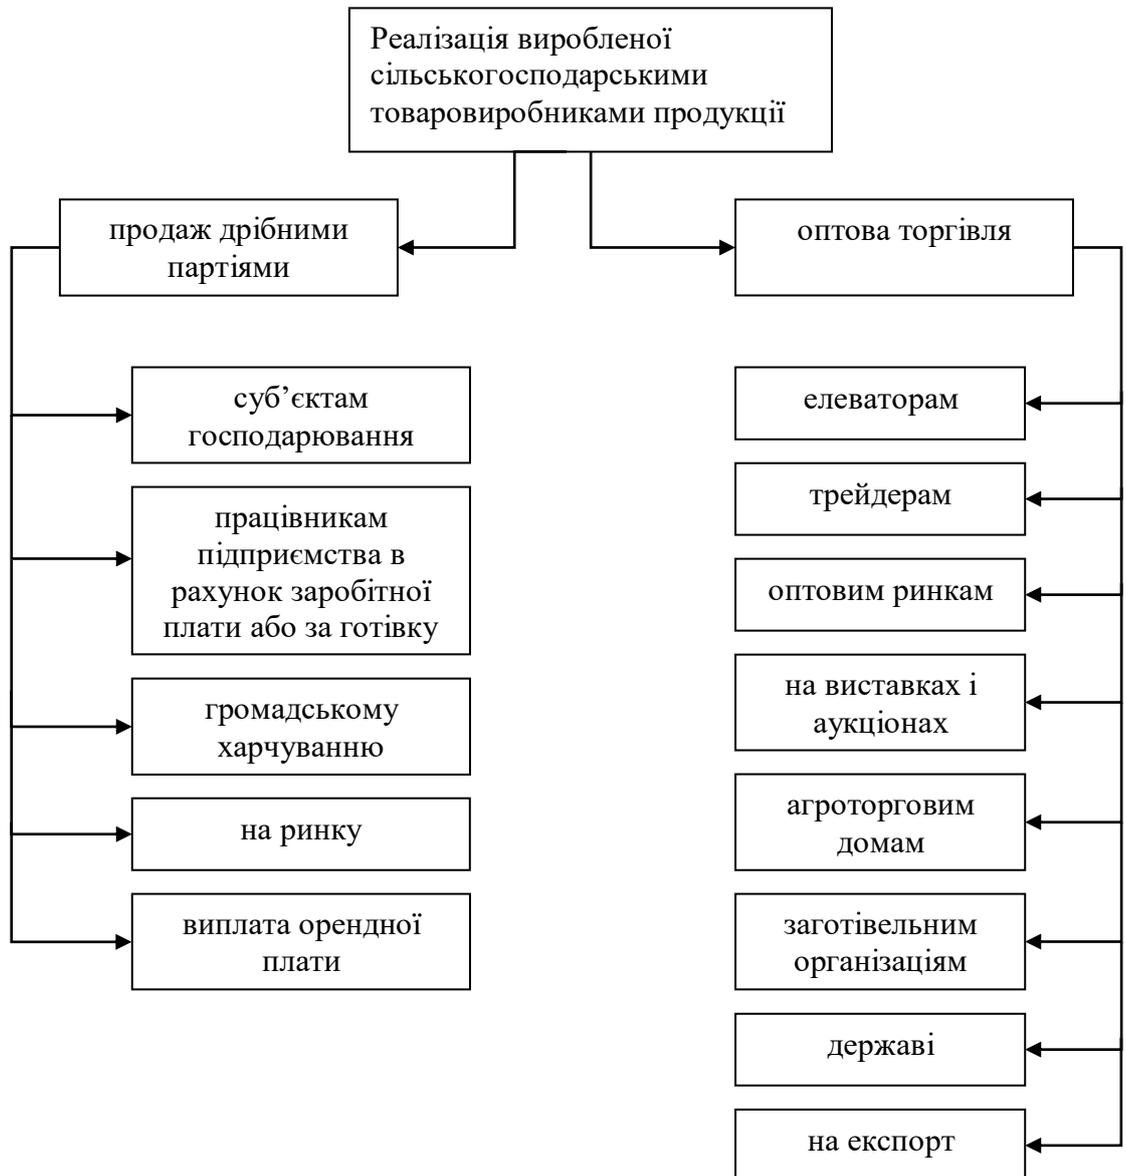 Реалізація виробленої
сільськогосподарськими
товаровиробниками продукції
продаж дрібними
партіями
оптова торгівля
суб’єктам
господарювання
працівникам
підприємства в
рахунок заробітної
плати або за готівку
громадському
харчуванню
на ринку
виплата орендної
плати
елеваторам
трейдерам
оптовим ринкам
на виставках і
аукціонах
агроторговим
домам
заготівельним
організаціям
державі
на експорт